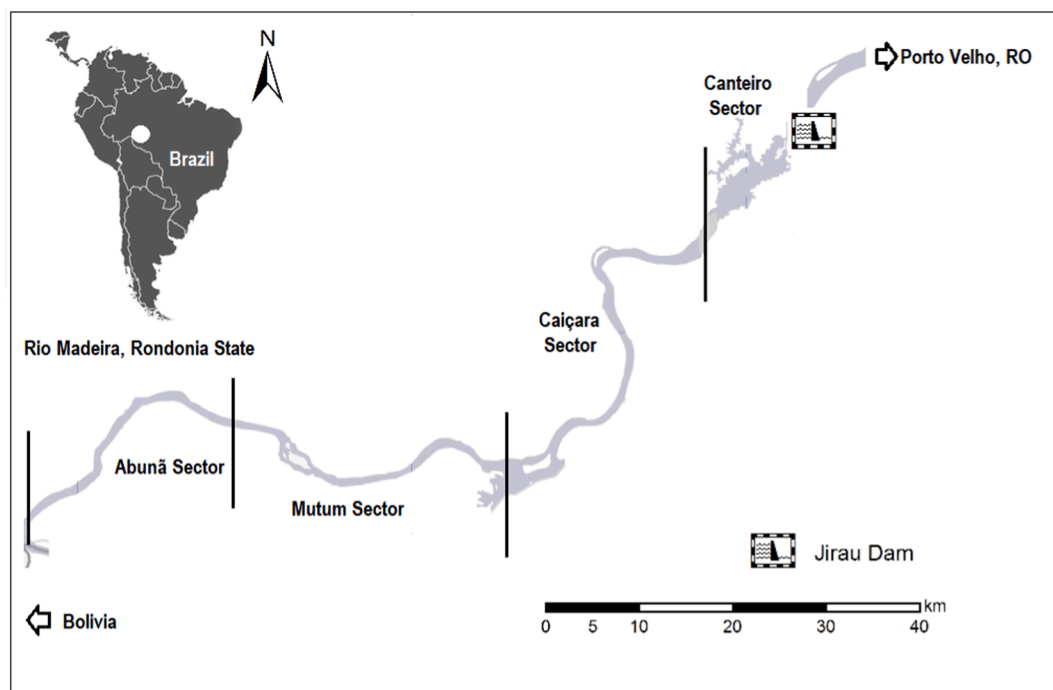 N
Porto Velho, RO
Canteiro
Sector
Brazil
Caiçara
Sector
Rio Madeira, Rondonia State
Abunã Sector
Mutum Sector
Jirau Dam
Bolivia
km
0 5 10 20 30 40